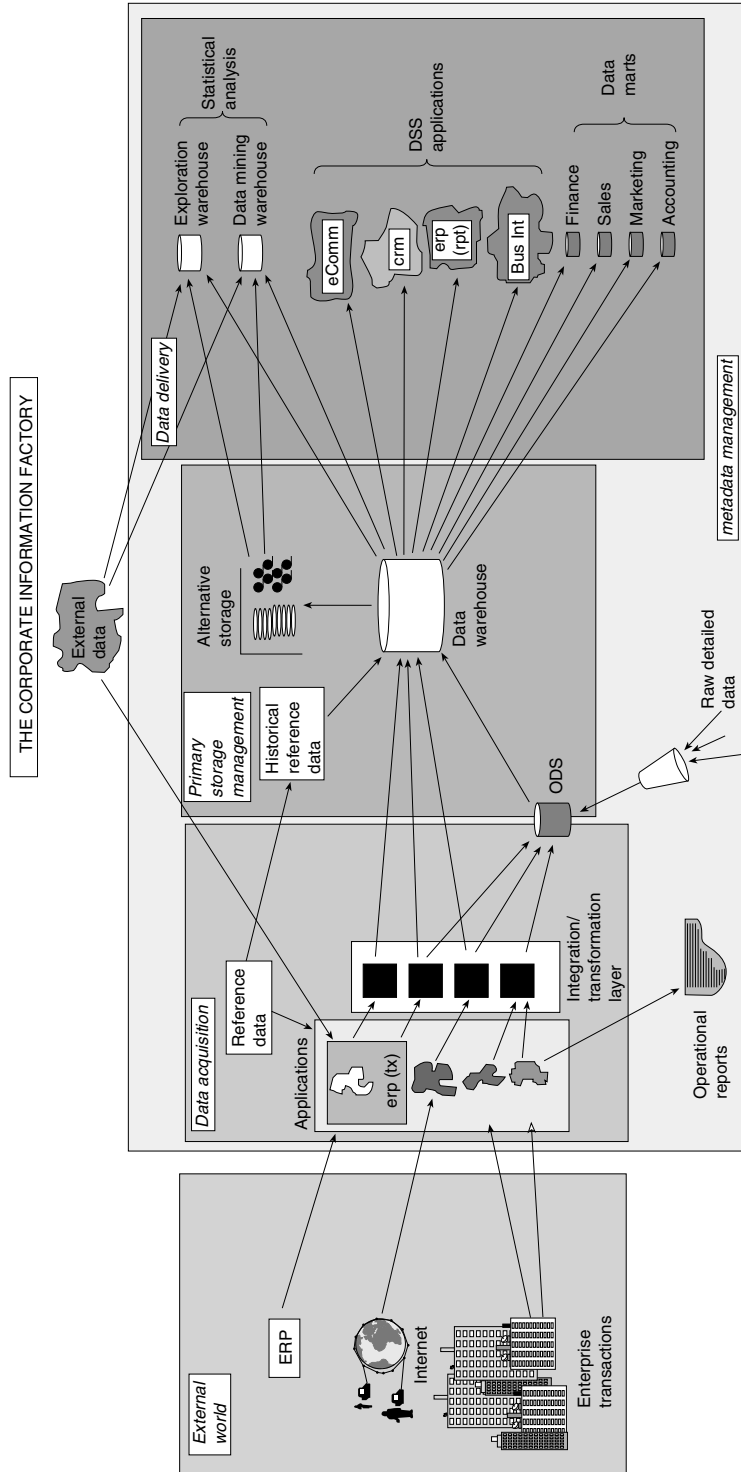 THE CORPORATE INFORMATION FACTORY
External
world
ERP
Internet
Enterprise
transactions
External
data
Data acquisition
Reference
data
Applications
erp (tx)
Integration/
transformation
layer
Operational
reports
Primary
storage
management
Historical
reference
data
Alternative
storage
Data
warehouse
ODS
Raw detailed
data
Data delivery
Exploration
warehouse
Data mining
warehouse
Statistical
analysis
eComm
crm
erp
(rpt)
Bus Int
DSS
applications
Finance
Sales
Marketing
Accounting
Data
marts
metadata management